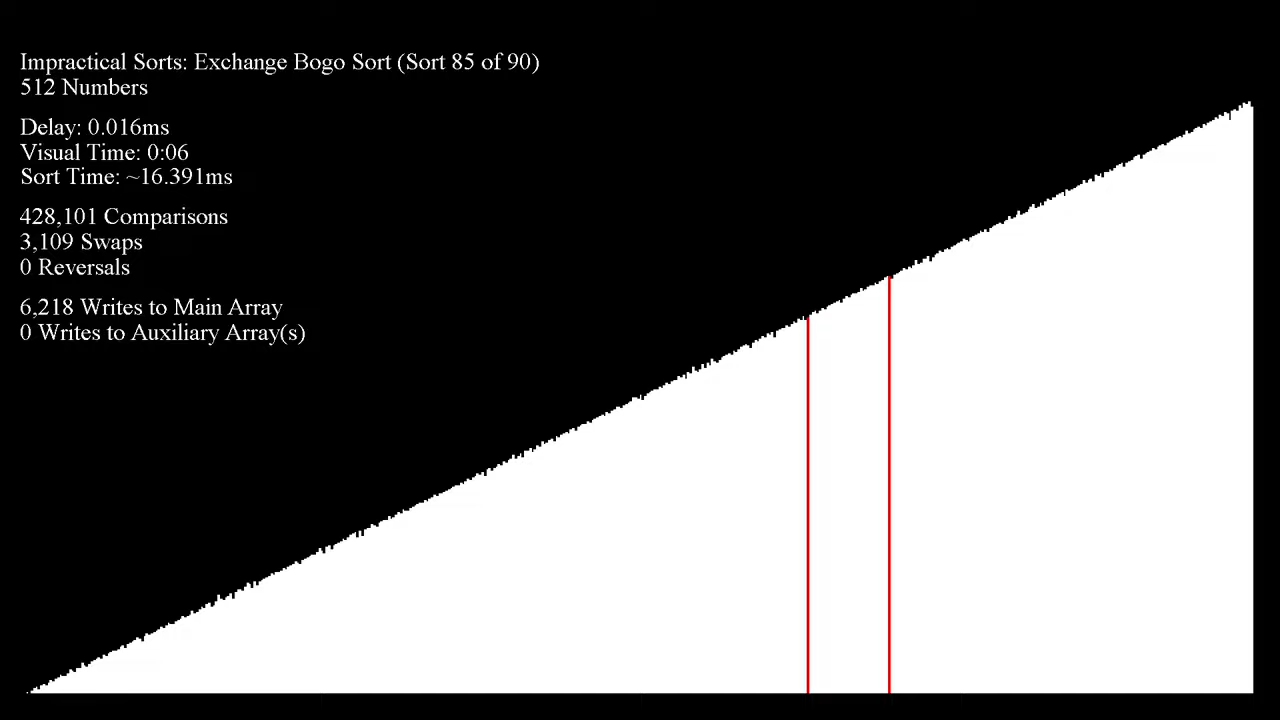 Impractical Sorts: Exchange Bogo Sort (Sort 85 of 90)
512 Numbers
Delay: 0.016ms
Visual Time: 0:06
Sort Time: ~16.391ms
428,101 Comparisons
3,109 Swaps
0 Reversals
6,218 Writes to Main Array
0 Writes to Auxiliary Array(s)